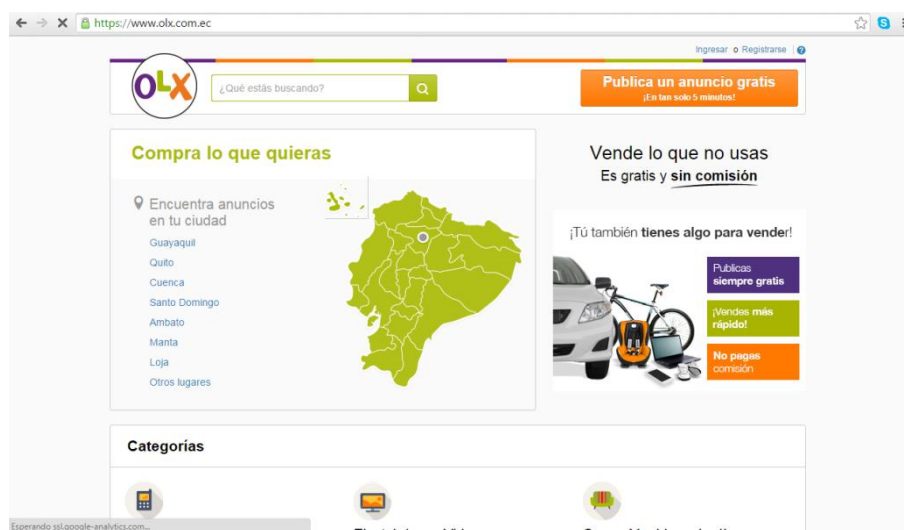 https://www.olx.com.ec
Ingresar o Registrarse
OLX
¿Qué estás buscando?
Publica un anuncio gratis
¡En tan solo 5 minutos!
Compra lo que quieras
Encuentra anuncios
en tu ciudad
Guayaquil
Quito
Cuenca
Santo Domingo
Ambato
Manta
Loja
Otros lugares
Vende lo que no usas
Es gratis y sin comisión
¡Tú también tienes algo para vender!
Publicas
siempre gratis
¡Vendes más
rápido!
No pagas
comisión
Categorías
Esperando ssl.google-analytics.com...